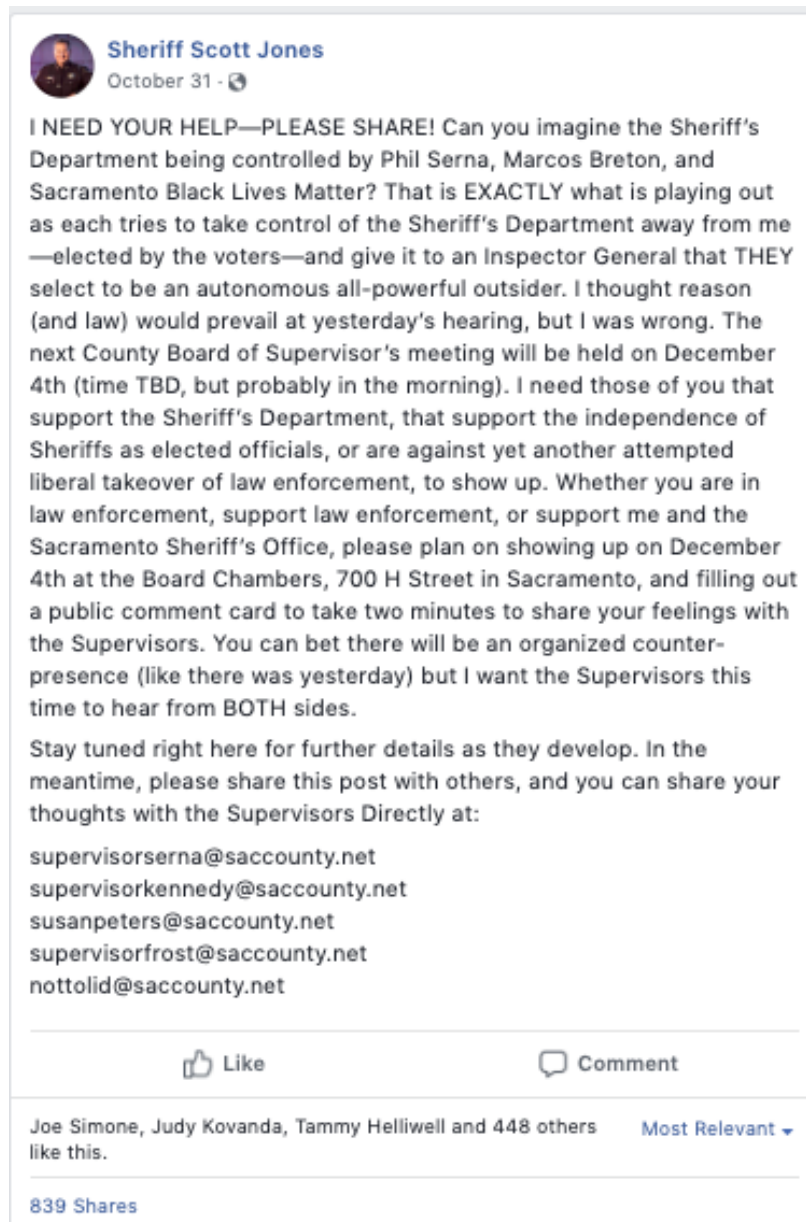 Sheriff Scott Jones
October 31 ·
I NEED YOUR HELP—PLEASE SHARE! Can you imagine the Sheriff's
Department being controlled by Phil Serna, Marcos Breton, and
Sacramento Black Lives Matter? That is EXACTLY what is playing out
as each tries to take control of the Sheriff's Department away from me
—elected by the voters—and give it to an Inspector General that THEY
select to be an autonomous all-powerful outsider. I thought reason
(and law) would prevail at yesterday's hearing, but I was wrong. The
next County Board of Supervisor's meeting will be held on December
4th (time TBD, but probably in the morning). I need those of you that
support the Sheriff's Department, that support the independence of
Sheriffs as elected officials, or are against yet another attempted
liberal takeover of law enforcement, to show up. Whether you are in
law enforcement, support law enforcement, or support me and the
Sacramento Sheriff's Office, please plan on showing up on December
4th at the Board Chambers, 700 H Street in Sacramento, and filling out
a public comment card to take two minutes to share your feelings with
the Supervisors. You can bet there will be an organized counter-
presence (like there was yesterday) but I want the Supervisors this
time to hear from BOTH sides.
Stay tuned right here for further details as they develop. In the
meantime, please share this post with others, and you can share your
thoughts with the Supervisors Directly at:
supervisorserna@saccounty.net
supervisorkennedy@saccounty.net
susanpeters@saccounty.net
supervisorfrost@saccounty.net
nottolid@saccounty.net
Like Comment
Joe Simone, Judy Kovanda, Tammy Helliwell and 448 others Most Relevant
like this.
839 Shares